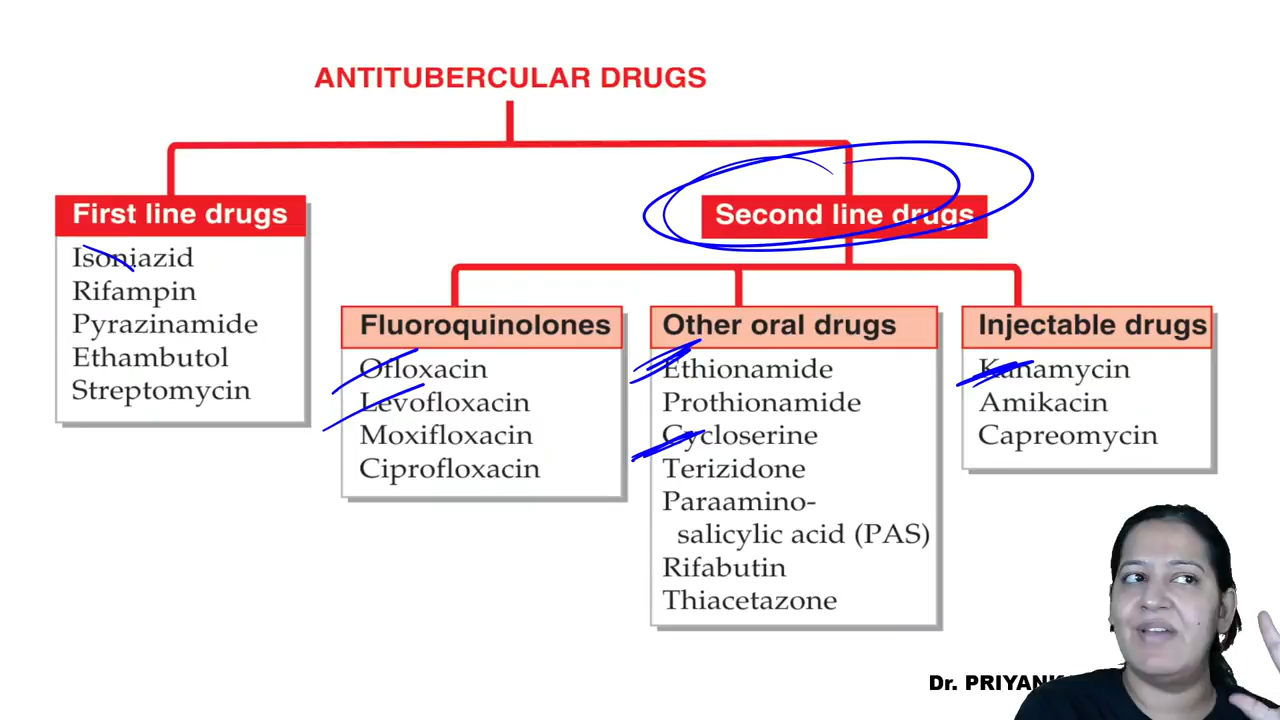 ANTITUBERCULAR DRUGS
First line drugs
Isoniazid
Rifampin
Pyrazinamide
Ethambutol
Streptomycin
Second line drugs
Fluoroquinolones
Ofloxacin
Levofloxacin
Moxifloxacin
Ciprofloxacin
Other oral drugs
Ethionamide
Prothionamide
Cycloserine
Terizidone
Paraamino-
salicylic acid (PAS)
Rifabutin
Thiacetazone
Injectable drugs
Kanamycin
Amikacin
Capreomycin
Dr.